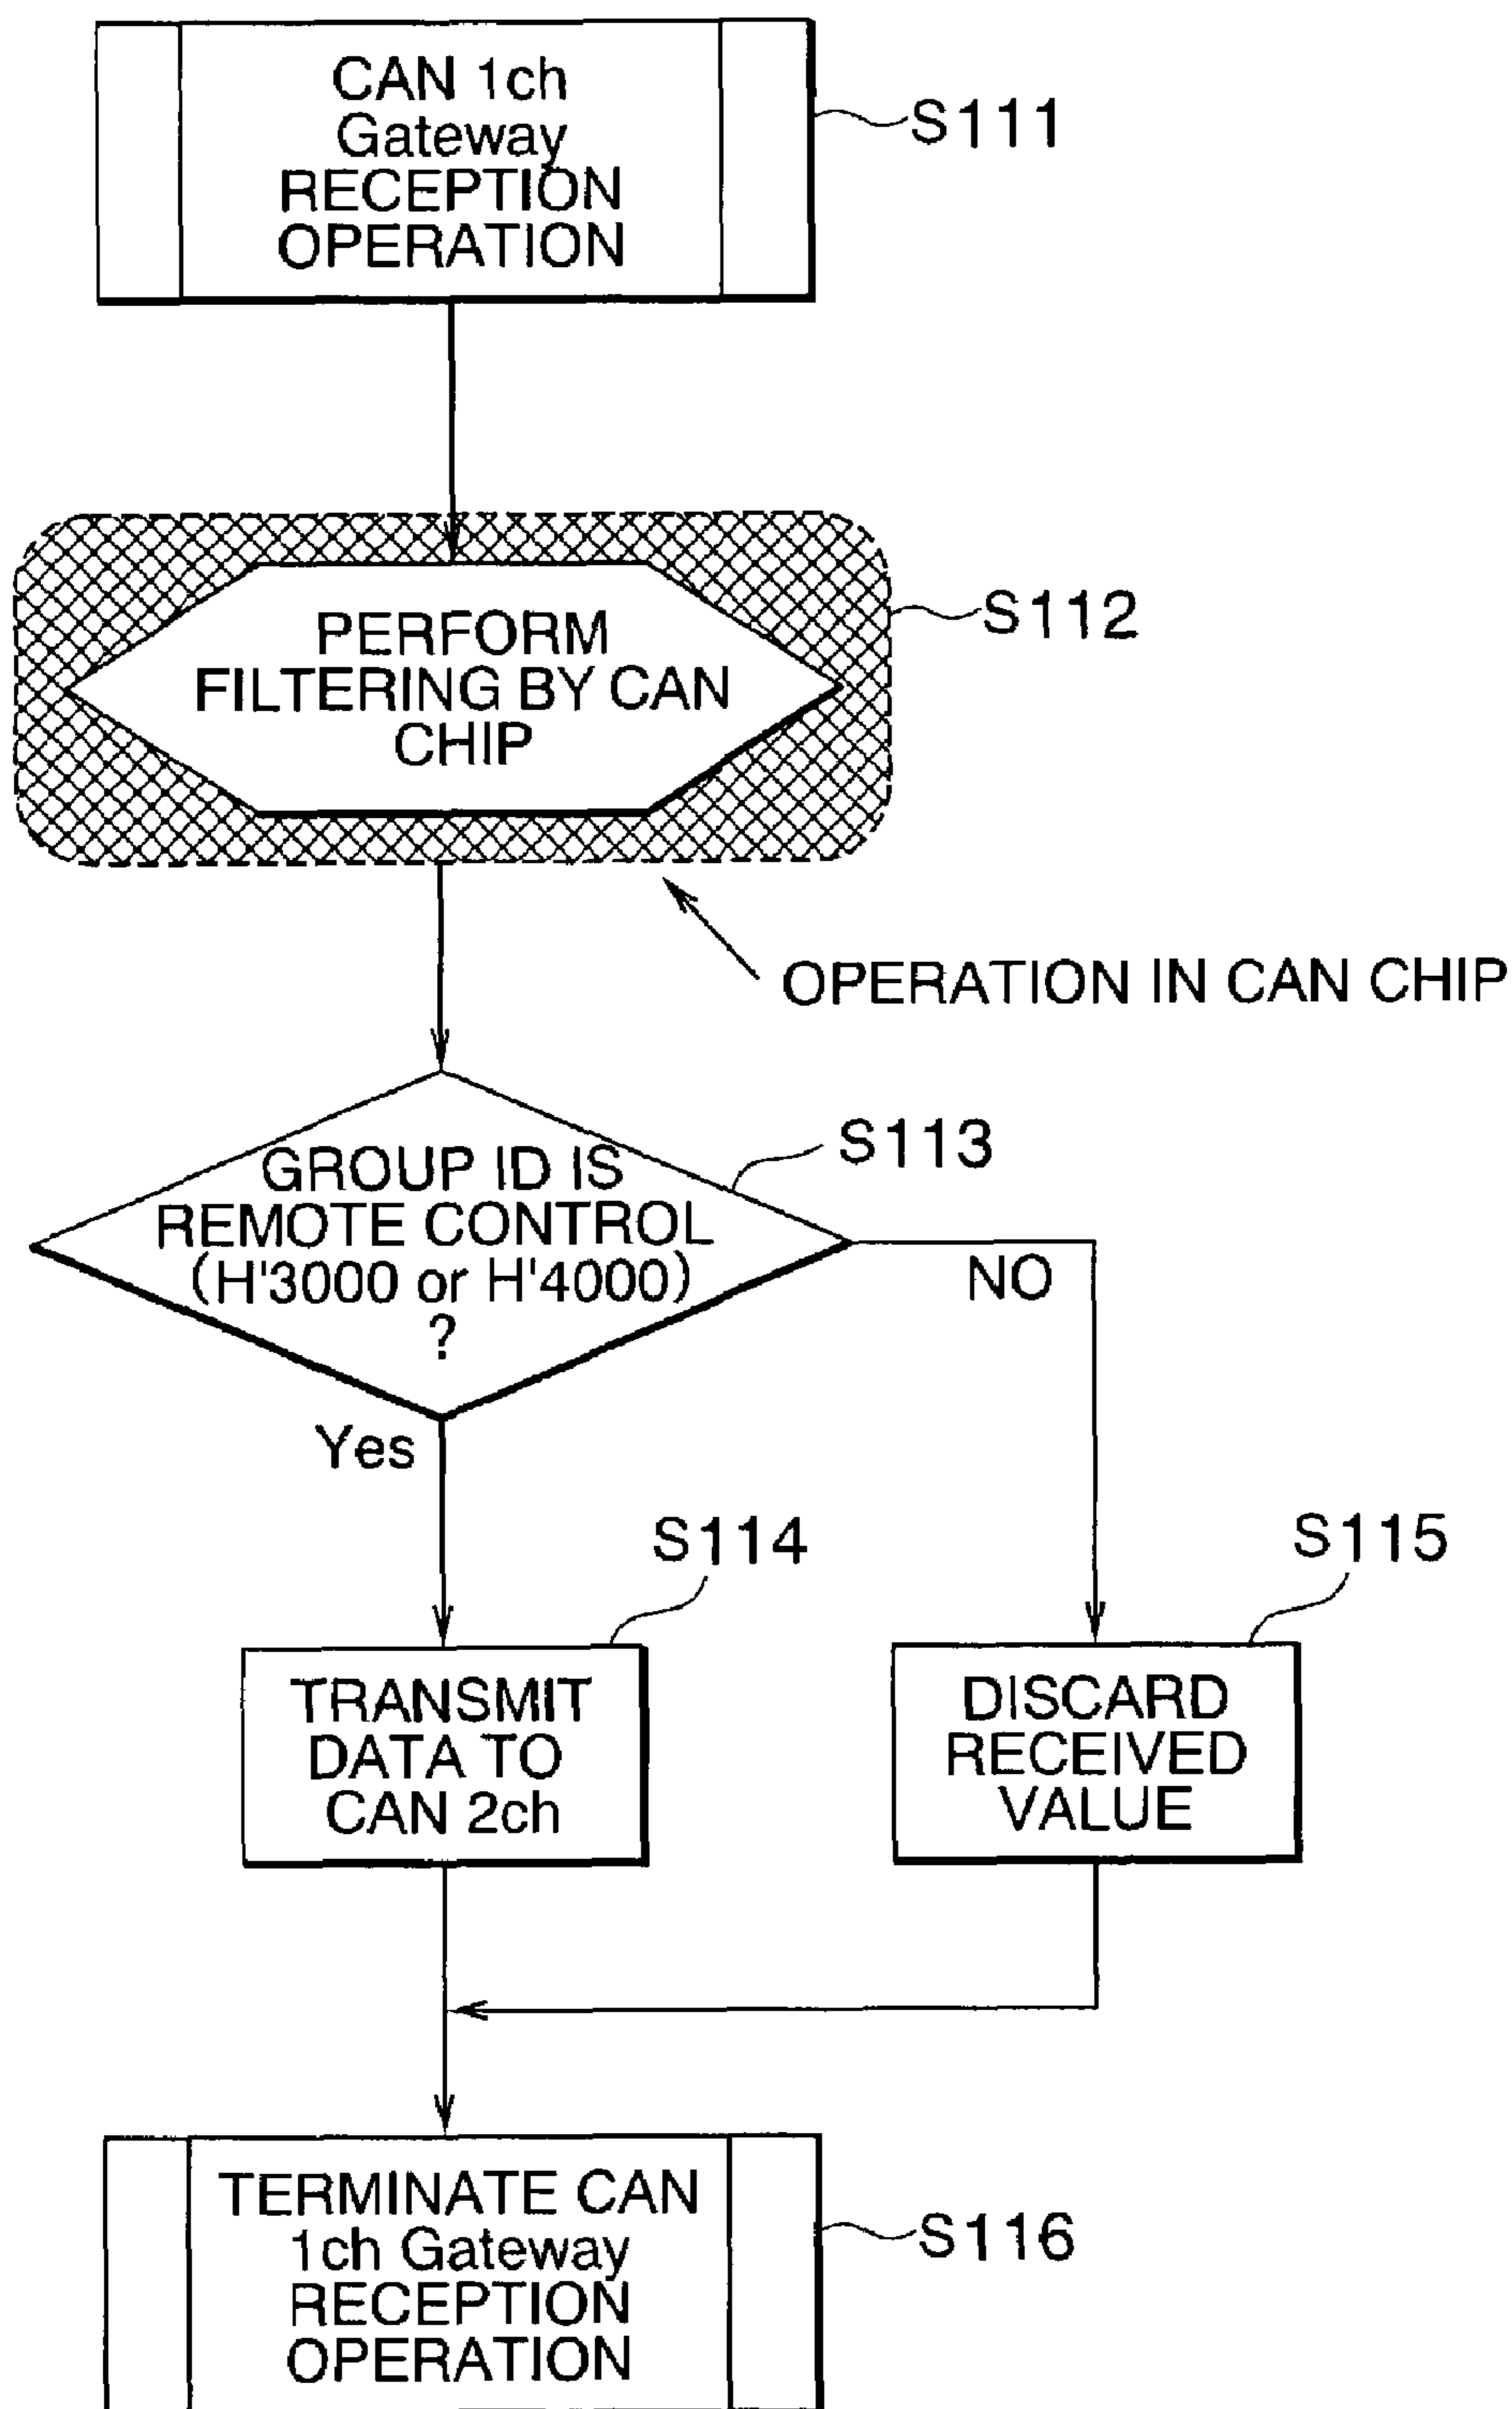 CAN 1ch
Gateway
RECEPTION
OPERATION
S111
PERFORM
FILTERING BY CAN
CHIP
S112
OPERATION IN CAN CHIP
GROUP ID IS
REMOTE CONTROL
(H'3000 or H'4000)
?
S113
NO
Yes
S114
S115
TRANSMIT
DATA TO
CAN 2ch
DISCARD
RECEIVED
VALUE
TERMINATE CAN
1ch Gateway
RECEPTION
OPERATION
S116